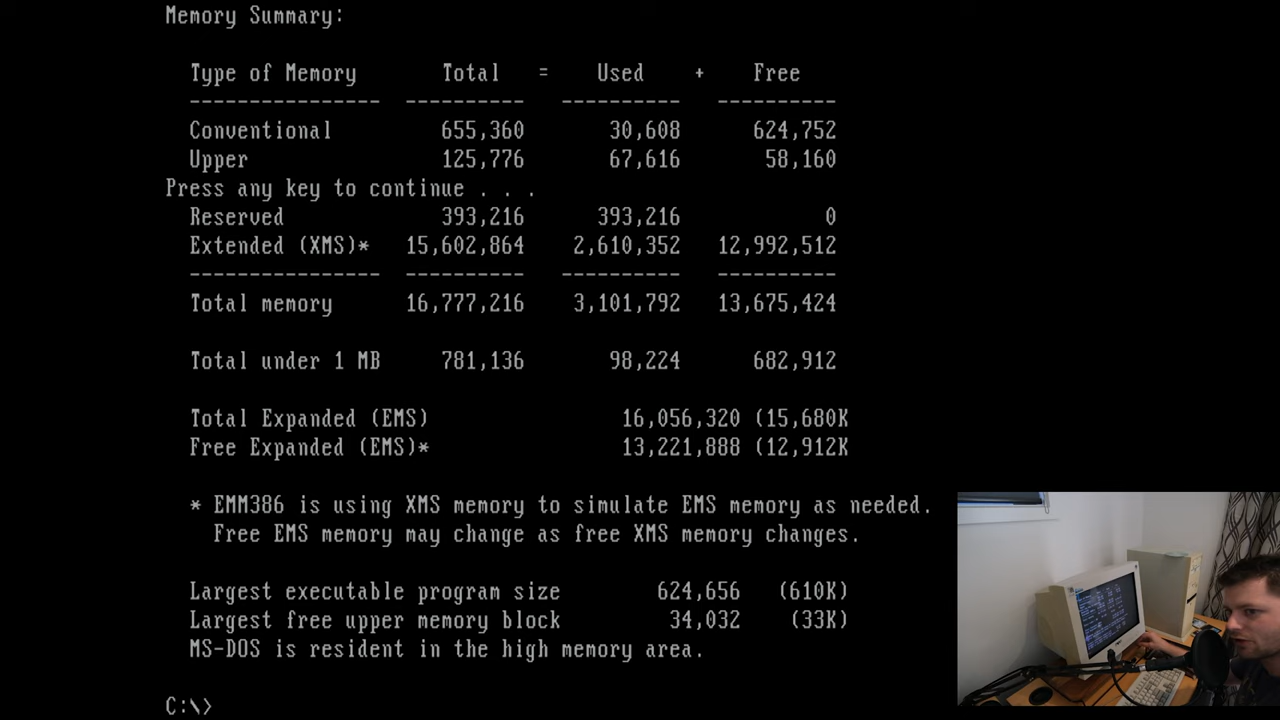 Memory Summary:
Type of Memory Total = Used + Free
---------------- ---------- ---------- ----------
Conventional 655,360 30,608 624,752
Upper 125,776 67,616 58,160
Press any key to continue . . .
Reserved 393,216 393,216 0
Extended (XMS)* 15,602,864 2,610,352 12,992,512
---------------- ---------- ---------- ----------
Total memory 16,777,216 3,101,792 13,675,424
Total under 1 MB 781,136 98,224 682,912
Total Expanded (EMS) 16,056,320 (15,680K
Free Expanded (EMS)* 13,221,888 (12,912K
* EMM386 is using XMS memory to simulate EMS memory as needed.
Free EMS memory may change as free XMS memory changes.
Largest executable program size 624,656 (610K)
Largest free upper memory block 34,032 (33K)
MS-DOS is resident in the high memory area.
C:\>